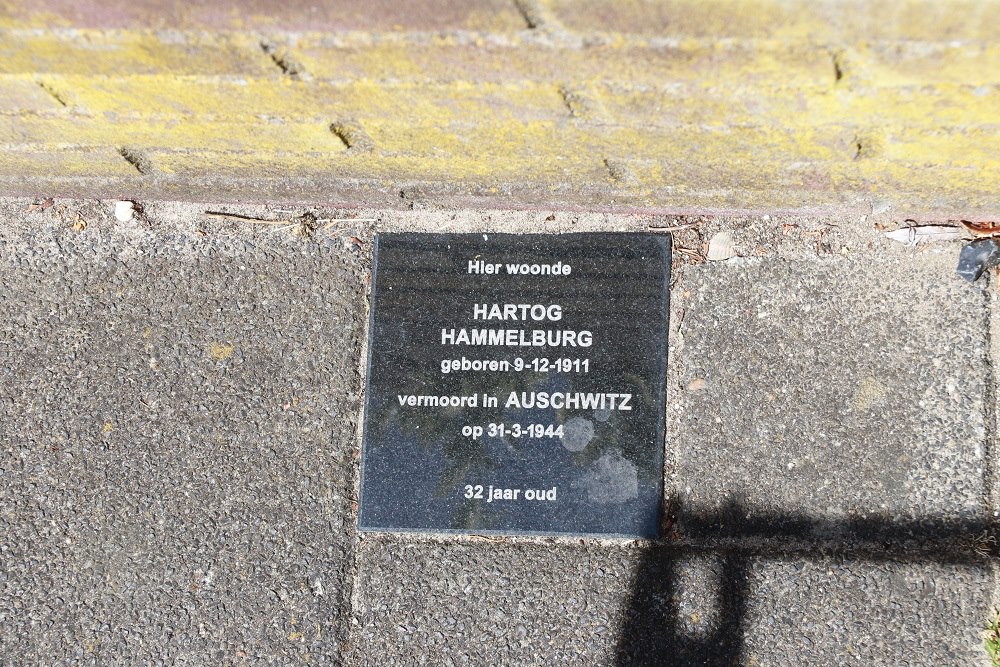 Hier woonde
HARTOG
HAMMELBURG
geboren 9-12-1911
vermoord in AUSCHWITZ
op 31-3-1944
32 jaar oud